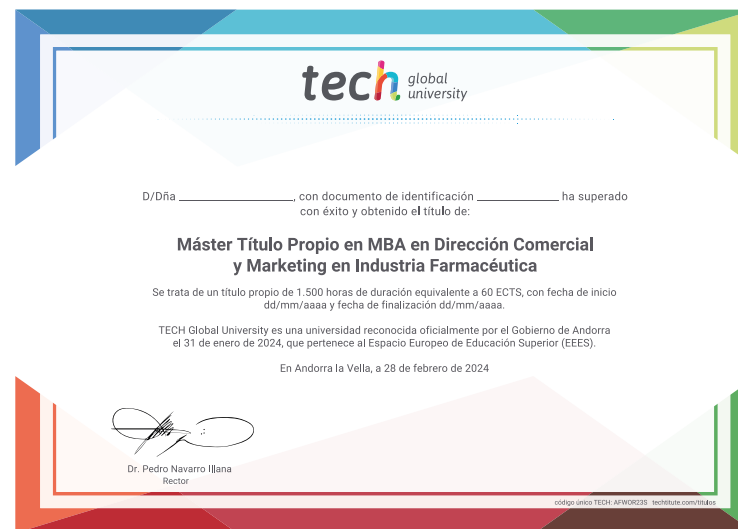 tech global university
D/Dña ______________, con documento de identificación ______________ ha superado
con éxito y obtenido el título de:
Máster Título Propio en MBA en Dirección Comercial
y Marketing en Industria Farmacéutica
Se trata de un título propio de 1.500 horas de duración equivalente a 60 ECTS, con fecha de inicio
dd/mm/aaaa y fecha de finalización dd/mm/aaaa.
TECH Global University es una universidad reconocida oficialmente por el Gobierno de Andorra
el 31 de enero de 2024, que pertenece al Espacio Europeo de Educación Superior (EEES).
En Andorra la Vella, a 28 de febrero de 2024
Dr. Pedro Navarro Illana
Rector
código único TECH: AFWOR23S techtitute.com/titulos